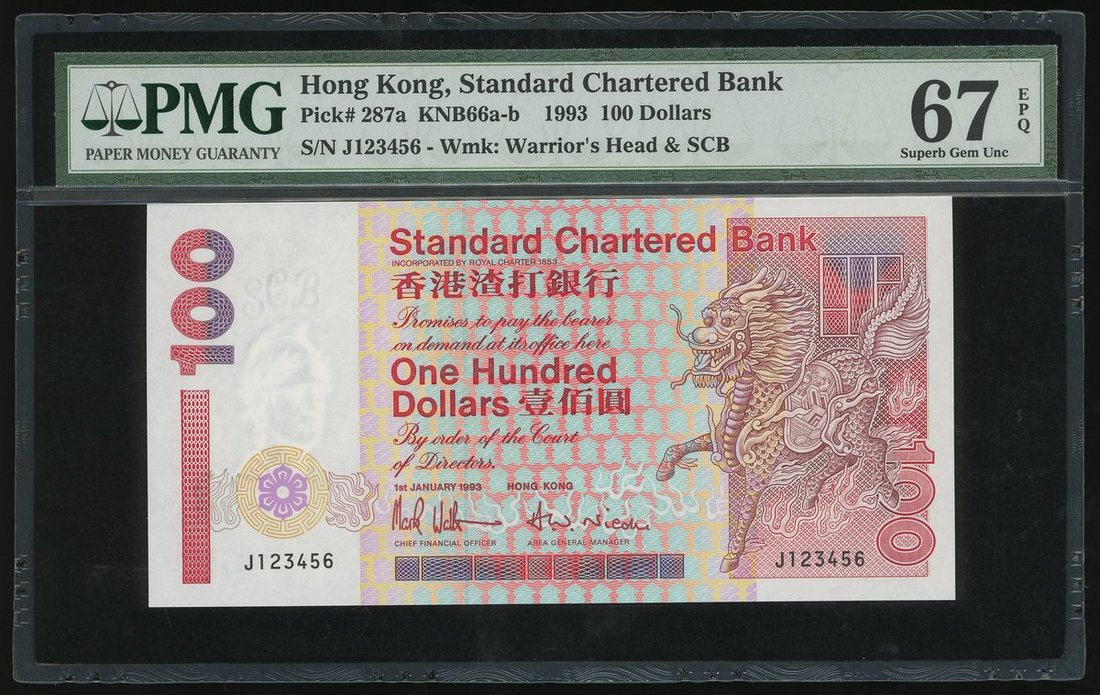 PMG
PAPER MONEY GUARANTY
Hong Kong, Standard Chartered Bank
Pick# 287a KNB66a-b 1993 100 Dollars
S/N J123456 - Wmk: Warrior's Head & SCB
67
EPQ
Superb Gem Unc
100
SCB
Standard Chartered Bank
INCORPORATED BY ROYAL CHARTER 1853
香港渣打銀行
Promises to pay the bearer
on demand at its office here
One Hundred
Dollars 壹佰圓
By order of the Court
of Directors.
1st JANUARY 1993 HONG KONG
CHIEF FINANCIAL OFFICER AREA GENERAL MANAGER
J123456
J123456
100